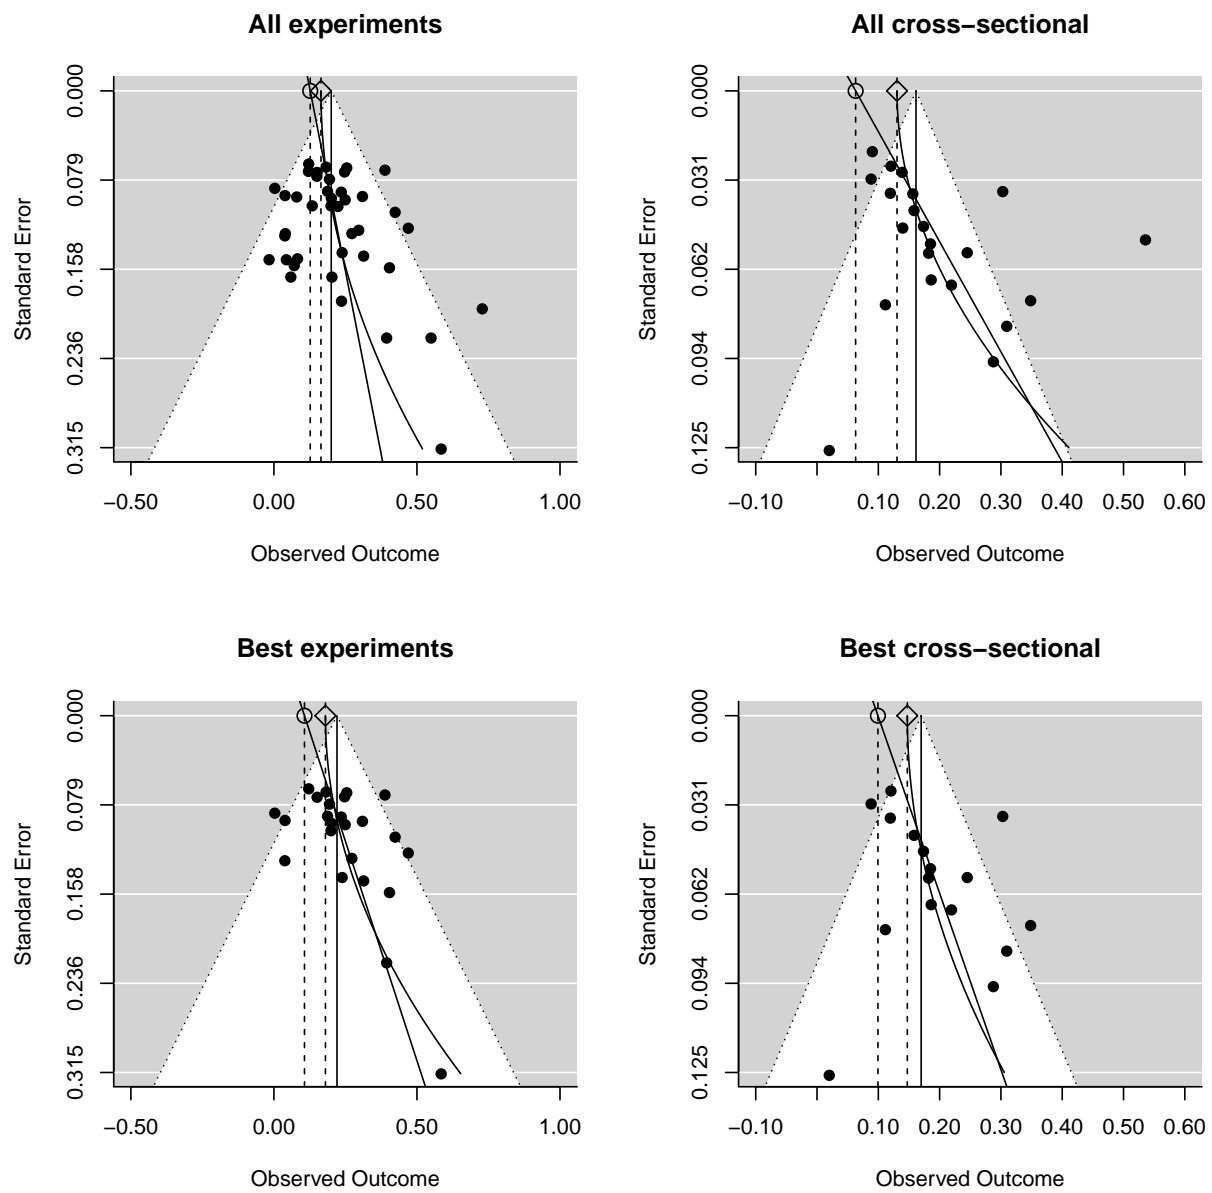 All experiments
0.000
0.079
0.158
0.236
0.315
Standard Error
−0.50 0.00 0.50 1.00
Observed Outcome
All cross−sectional
0.000
0.031
0.062
0.094
0.125
Standard Error
−0.10 0.10 0.20 0.30 0.40 0.50 0.60
Observed Outcome
Best experiments
0.000
0.079
0.158
0.236
0.315
Standard Error
−0.50 0.00 0.50 1.00
Observed Outcome
Best cross−sectional
0.000
0.031
0.062
0.094
0.125
Standard Error
−0.10 0.10 0.20 0.30 0.40 0.50 0.60
Observed Outcome